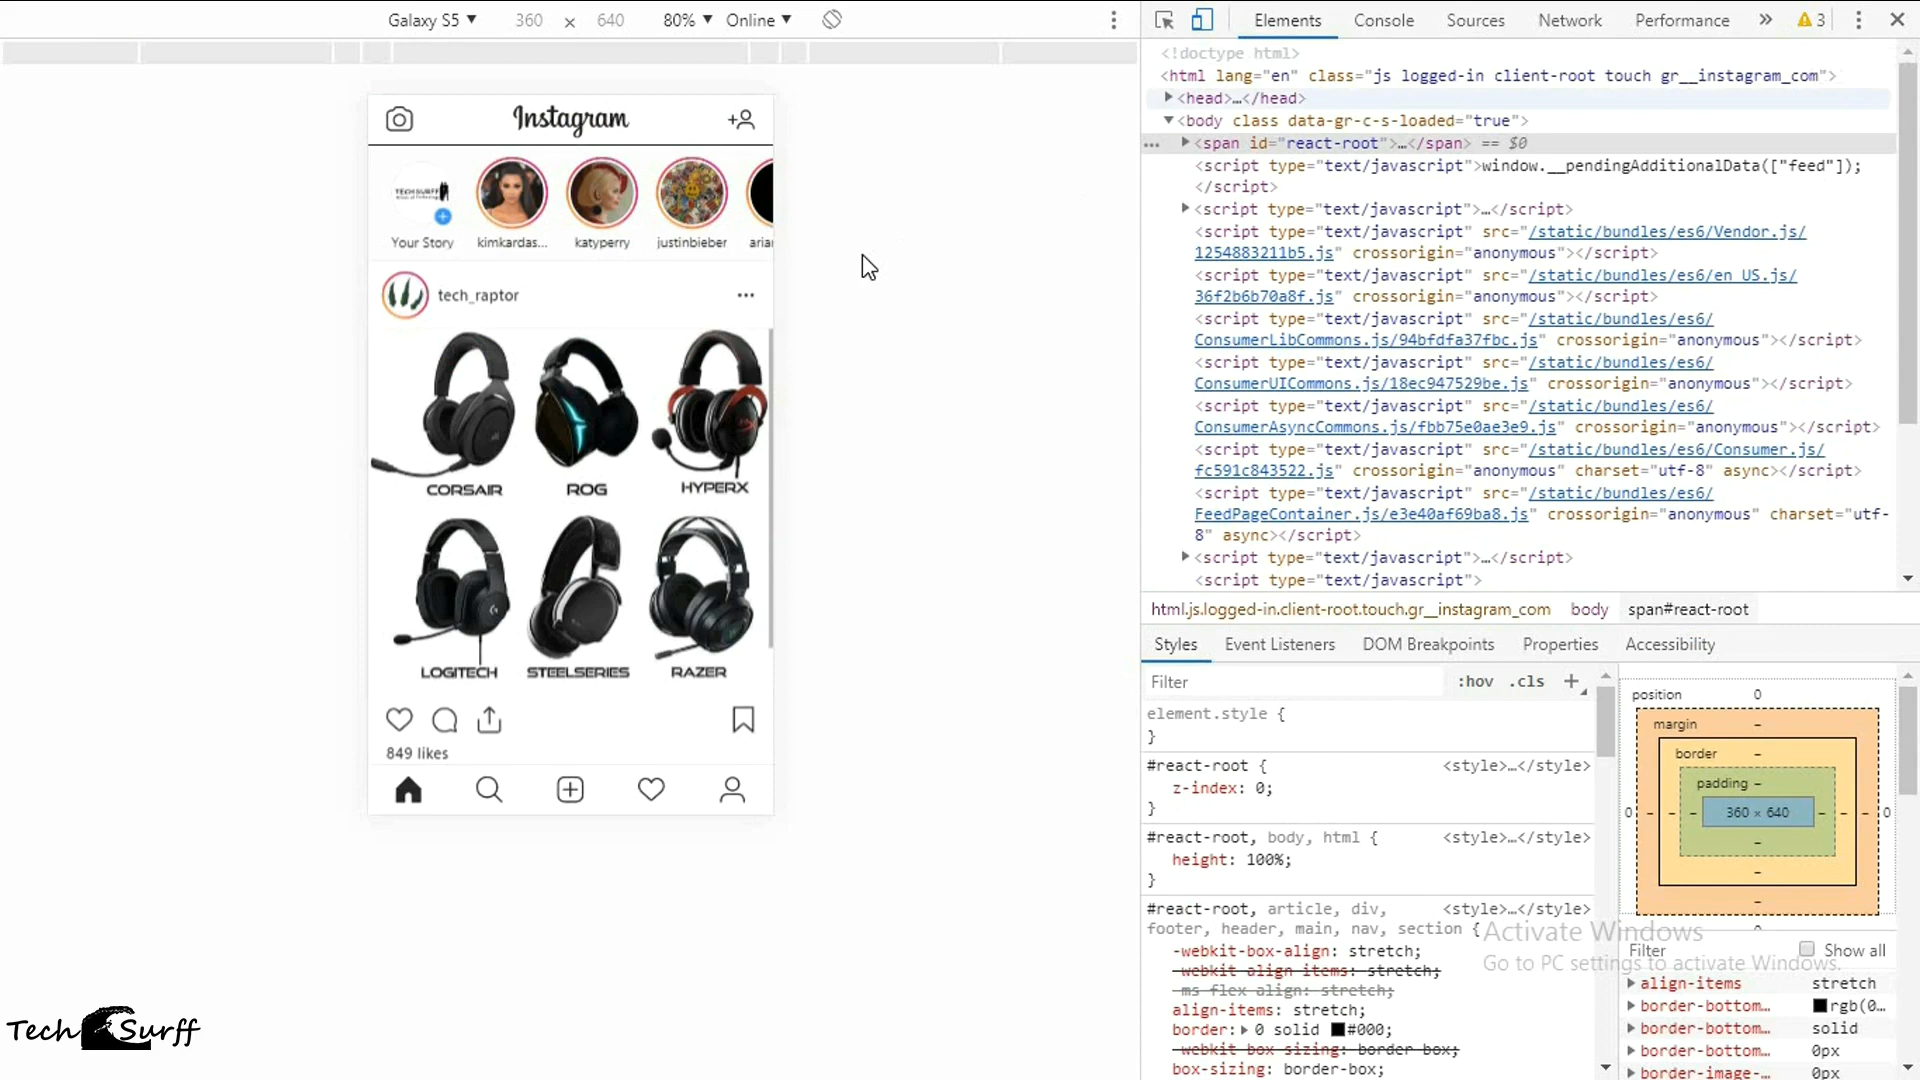 Galaxy S5 ▼ 360 × 640 80% ▼ Online ▼
Elements Console Sources Network Performance » 3
<!doctype html>
<html lang="en" class="js logged-in client-root touch gr__instagram_com">
<head>…</head>
<body class data-gr-c-s-loaded="true">
<span id="react-root">…</span> == $0
<script type="text/javascript">window.__pendingAdditionalData(["feed"]);
</script>
<script type="text/javascript">…</script>
<script type="text/javascript" src="/static/bundles/es6/Vendor.js/
1254883211b5.js" crossorigin="anonymous"></script>
<script type="text/javascript" src="/static/bundles/es6/en_US.js/
36f2b6b70a8f.js" crossorigin="anonymous"></script>
<script type="text/javascript" src="/static/bundles/es6/
ConsumerLibCommons.js/94bfdfa37fbc.js" crossorigin="anonymous"></script>
<script type="text/javascript" src="/static/bundles/es6/
ConsumerUICommons.js/18ec947529be.js" crossorigin="anonymous"></script>
<script type="text/javascript" src="/static/bundles/es6/
ConsumerAsyncCommons.js/fbb75e0ae3e9.js" crossorigin="anonymous"></script>
<script type="text/javascript" src="/static/bundles/es6/Consumer.js/
fc591c843522.js" crossorigin="anonymous" charset="utf-8" async></script>
<script type="text/javascript" src="/static/bundles/es6/
FeedPageContainer.js/e3e40af69ba8.js" crossorigin="anonymous" charset="utf-
8" async></script>
<script type="text/javascript">…</script>
<script type="text/javascript">
html.js.logged-in.client-root.touch.gr__instagram_com body span#react-root
Styles Event Listeners DOM Breakpoints Properties Accessibility
Filter :hov .cls +
element.style {
}
#react-root { <style>…</style>
z-index: 0;
}
#react-root, body, html { <style>…</style>
height: 100%;
}
#react-root, article, div, <style>…</style>
footer, header, main, nav, section {
-webkit-box-align: stretch;
-webkit-align-items: stretch;
-ms-flex-align: stretch;
align-items: stretch;
border: 0 solid #000;
-webkit-box-sizing: border-box;
box-sizing: border-box;
position 0
margin –
border –
padding –
0 – – – 360 × 640 – – – 0
–
–
–
0
Activate Windows
Go to PC settings to activate Windows.
Filter Show all
align-items stretch
border-bottom… rgb(0…
border-bottom… solid
border-bottom… 0px
border-image-… 0px
Instagram
TECH SURFF
Your Story kimkardas… katyperry justinbieber arian
tech_raptor
CORSAIR ROG HYPERX
LOGITECH STEELSERIES RAZER
849 likes
Tech Surff